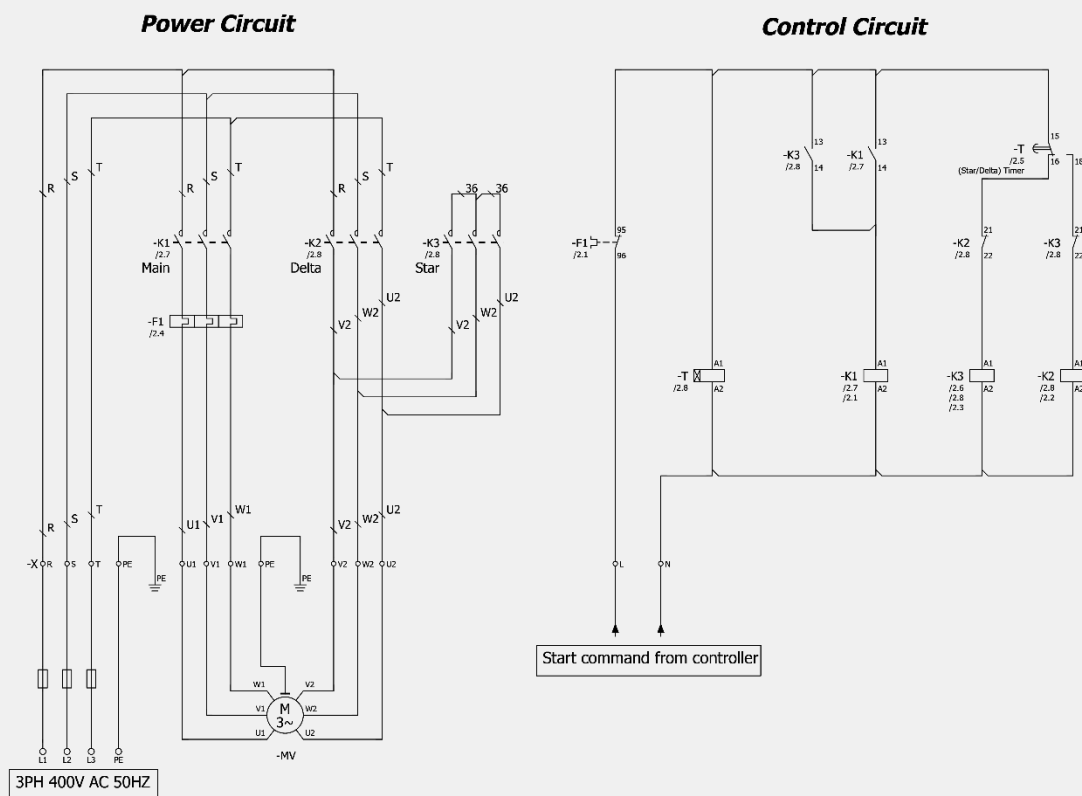 Power Circuit
Control Circuit
R
S
T
R
S
T
R
S
T
36
36
-K1
/2.7
Main
-K2
/2.8
Delta
-K3
/2.8
Star
-F1
/2.4
V2
W2
U2
V2
W2
U2
R
S
T
U1
V1
W1
V2
W2
U2
-X
R
S
T
PE
PE
U1
V1
W1
PE
PE
V2
W2
U2
W1
V1
U1
M
3~
V2
W2
U2
-MV
L1
L2
L3
PE
3PH 400V AC 50HZ
-K3
/2.8
13
14
-K1
/2.7
13
14
-T
/2.5
(Star/Delta) Timer
15
16
18
-F1
/2.1
95
96
-K2
/2.8
21
22
-K3
/2.8
21
22
-T
/2.8
A1
A2
-K1
/2.7
/2.1
A1
A2
-K3
/2.6
/2.8
/2.3
A1
A2
-K2
/2.8
/2.2
A1
A2
L
N
Start command from controller